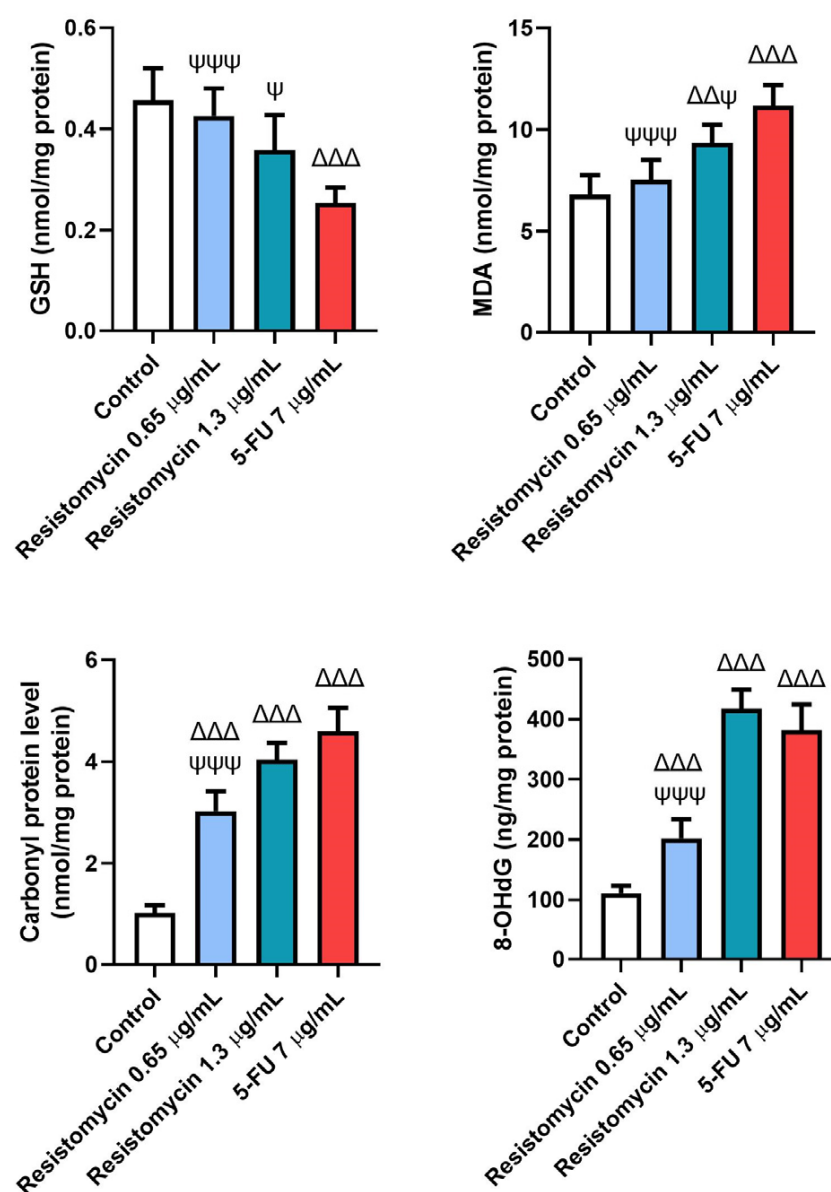 GSH (nmol/mg protein)
0.6
0.4
0.2
0.0
ψψψ
ψ
ΔΔΔ
Control
Resistomycin 0.65 μg/mL
Resistomycin 1.3 μg/mL
5-FU 7 μg/mL
MDA (nmol/mg protein)
15
10
5
0
ψψψ
ΔΔψ
ΔΔΔ
Control
Resistomycin 0.65 μg/mL
Resistomycin 1.3 μg/mL
5-FU 7 μg/mL
Carbonyl protein level
(nmol/mg protein)
6
4
2
0
ΔΔΔ
ψψψ
ΔΔΔ
ΔΔΔ
Control
Resistomycin 0.65 μg/mL
Resistomycin 1.3 μg/mL
5-FU 7 μg/mL
8-OHdG (ng/mg protein)
500
400
300
200
100
0
ΔΔΔ
ψψψ
ΔΔΔ
ΔΔΔ
Control
Resistomycin 0.65 μg/mL
Resistomycin 1.3 μg/mL
5-FU 7 μg/mL